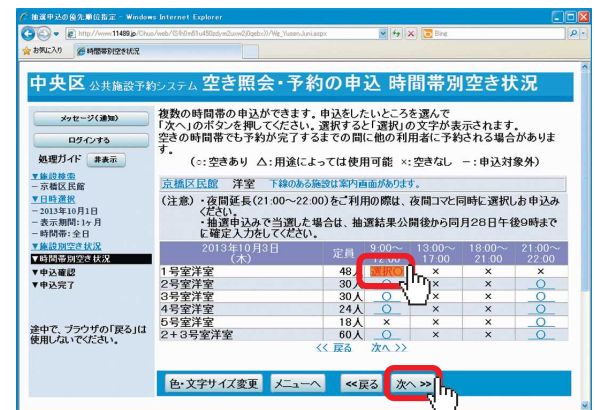 抽選申込の優先順位指定 - Windows Internet Explorer
お気に入り
時間帯別空き状況
Bing
中央区 公共施設予約システム 空き照会・予約の申込 時間帯別空き状況
メッセージ(通知)
ログインする
処理ガイド 非表示
▼施設検索
－京橋区民館
▼日時選択
－2013年10月1日
－表示期間:1ヶ月
－時間帯:全日
▼施設別空き状況
▼時間帯別空き状況
▼申込確認
▼申込完了
途中で、ブラウザの「戻る」は
使用しないでください。
複数の時間帯の申込ができます。申込をしたいところを選んで
「次へ」のボタンを押してください。選択すると「選択」の文字が表示されます。
空きの時間帯でも予約が完了するまでの間に他の利用者に予約される場合がありま
す。
(○:空きあり △:用途によっては使用可能 ×:空きなし －:申込対象外)
京橋区民館 洋室 下線のある施設は案内画面があります。
(注意) ・夜間延長(21:00～22:00)をご利用の際は、夜間コマと同時に選択しお申込み
ください。
・抽選申込みで当選した場合は、抽選結果公開後から同月28日午後9時まで
に確定入力をしてください。
2013年10月3日 定員 9:00～ 13:00～ 18:00～ 21:00～
(木) 12:00 17:00 21:00 22:00
1号室洋室 48人 選択○ × × ×
2号室洋室 30人 ○ × × ○
3号室洋室 30人 ○ × × ○
4号室洋室 24人 ○ × × ○
5号室洋室 18人 × × × ○
2+3号室洋室 60人 ○ × × ○
<< 戻る 次へ >>
色・文字サイズ変更 メニューへ <<戻る 次へ >>